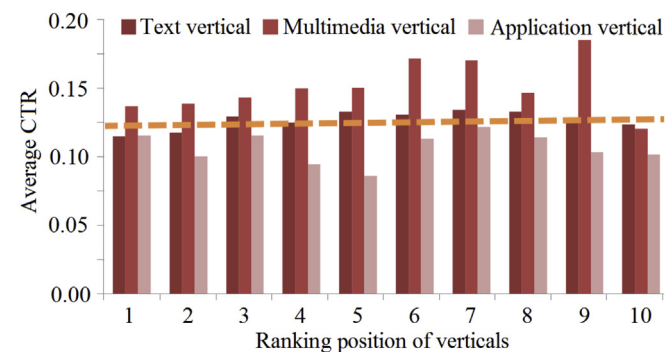 0.20
Text vertical Multimedia vertical Application vertical
0.15
0.10
0.05
0.00
Average CTR
1 2 3 4 5 6 7 8 9 10
Ranking position of verticals